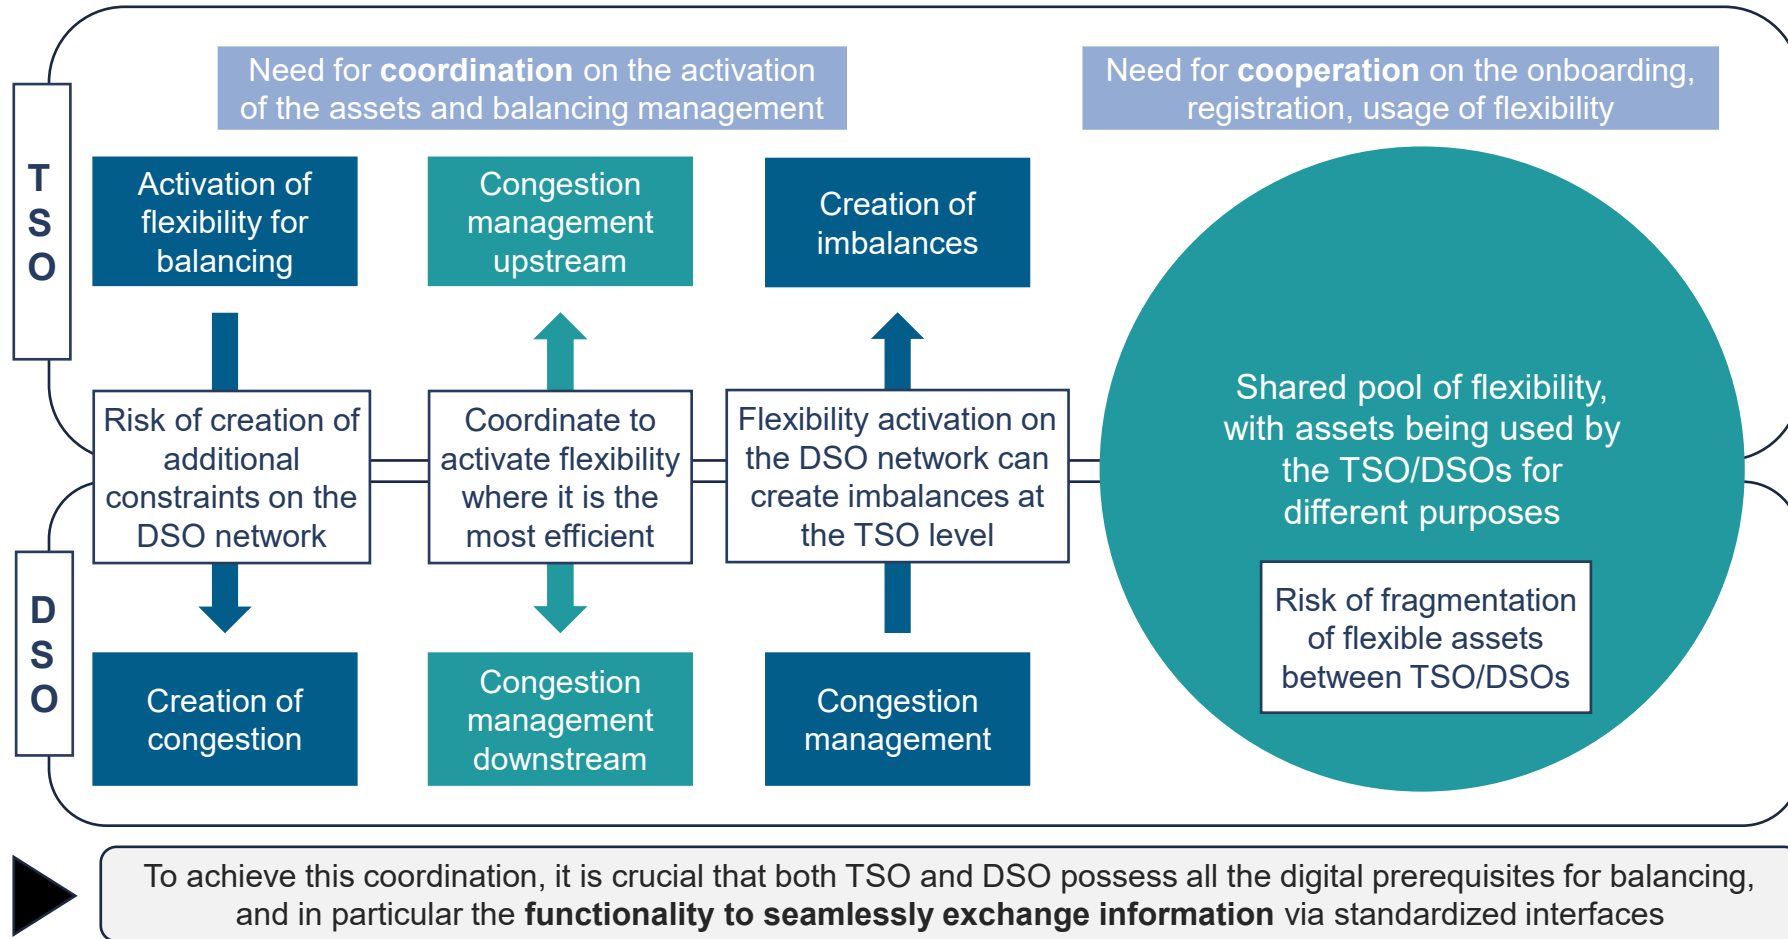 Need for coordination on the activation
of the assets and balancing management
Need for cooperation on the onboarding,
registration, usage of flexibility
T
S
O
Activation of
flexibility for
balancing
Congestion
management
upstream
Creation of
imbalances
Risk of creation of
additional
constraints on the
DSO network
Coordinate to
activate flexibility
where it is the
most efficient
Flexibility activation on
the DSO network can
create imbalances at
the TSO level
Shared pool of flexibility,
with assets being used by
the TSO/DSOs for
different purposes
Risk of fragmentation
of flexible assets
between TSO/DSOs
D
S
O
Creation of
congestion
Congestion
management
downstream
Congestion
management
To achieve this coordination, it is crucial that both TSO and DSO possess all the digital prerequisites for balancing,
and in particular the functionality to seamlessly exchange information via standardized interfaces